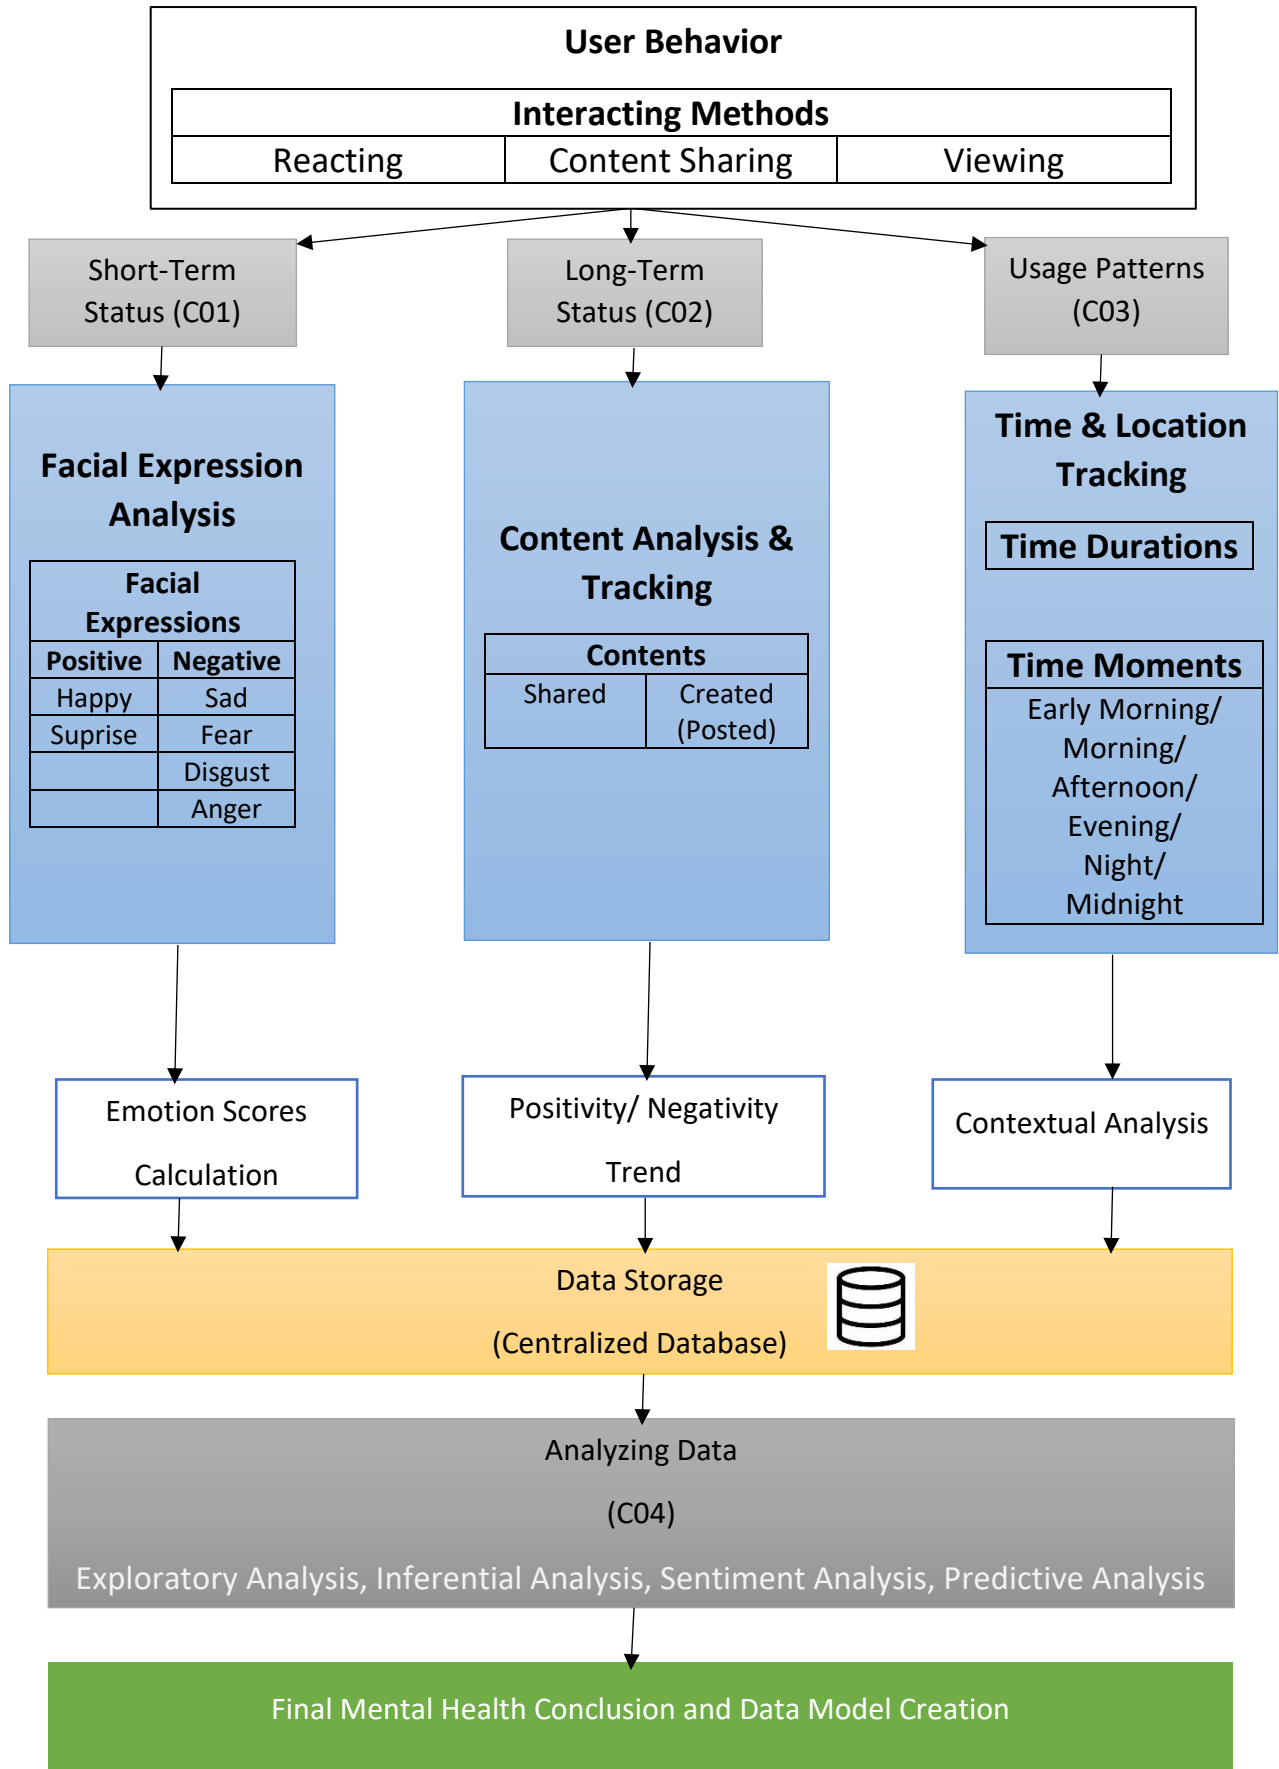 User Behavior
Interacting Methods
Reacting
Content Sharing
Viewing
Short-Term
Status (C01)
Long-Term
Status (C02)
Usage Patterns
(C03)
Facial Expression
Analysis
Facial
Expressions
Positive
Negative
Happy
Sad
Suprise
Fear
Disgust
Anger
Content Analysis &
Tracking
Contents
Shared
Created
(Posted)
Time & Location
Tracking
Time Durations
Time Moments
Early Morning/
Morning/
Afternoon/
Evening/
Night/
Midnight
Emotion Scores
Calculation
Positivity/ Negativity
Trend
Contextual Analysis
Data Storage
(Centralized Database)
Analyzing Data
(C04)
Exploratory Analysis, Inferential Analysis, Sentiment Analysis, Predictive Analysis
Final Mental Health Conclusion and Data Model Creation